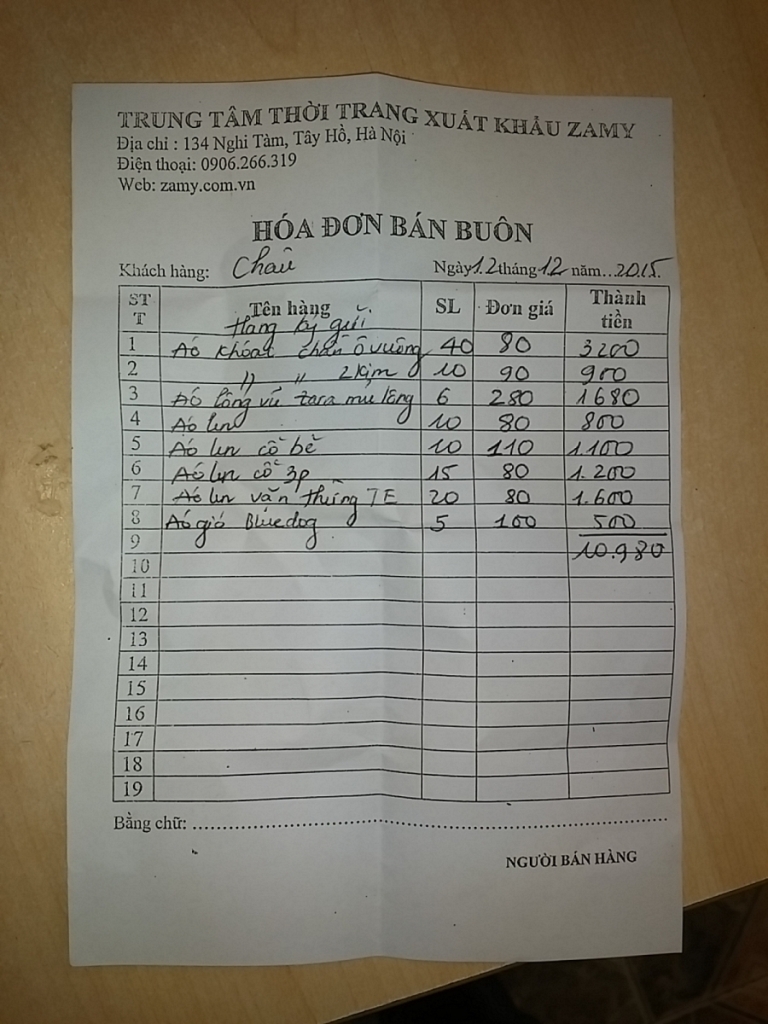 TRUNG TÂM THỜI TRANG XUẤT KHẨU ZAMY
Địa chỉ : 134 Nghi Tàm, Tây Hồ, Hà Nội
Điện thoại: 0906.266.319
Web: zamy.com.vn
HÓA ĐƠN BÁN BUÔN
Khách hàng: Châu Ngày 12 tháng 12 năm...2015.
STT Tên hàng SL Đơn giá Thành tiền
Hàng ký gửi
1 Áo khoác chần ô vuông 40 80 3200
2 " " 2 kim 10 90 900
3 Áo lông vũ zara mũ lông 6 280 1680
4 Áo len 10 80 800
5 Áo len cổ bẻ 10 110 1100
6 Áo len cổ 3p 15 80 1.200
7 Áo len vặn thừng TE 20 80 1.600
8 Áo gió Bluedog 5 100 500
9 10.980
10
11
12
13
14
15
16
17
18
19
Bằng chữ: ................................................
NGƯỜI BÁN HÀNG